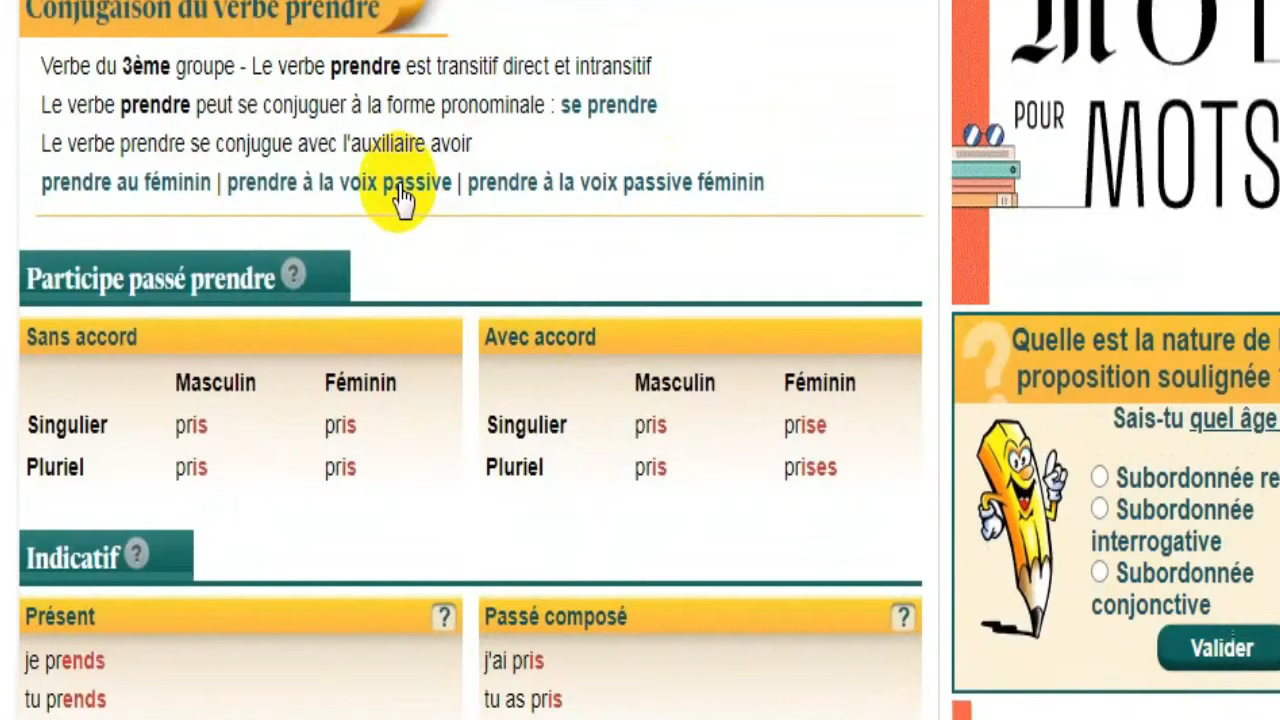 Conjugaison du verbe prendre
Verbe du 3ème groupe - Le verbe prendre est transitif direct et intransitif
Le verbe prendre peut se conjuguer à la forme pronominale : se prendre
Le verbe prendre se conjugue avec l'auxiliaire avoir
prendre au féminin | prendre à la voix passive | prendre à la voix passive féminin
Participe passé prendre ?
Sans accord
Masculin Féminin
Singulier pris pris
Pluriel pris pris
Avec accord
Masculin Féminin
Singulier pris prise
Pluriel pris prises
Indicatif ?
Présent ?
je prends
tu prends
Passé composé ?
j'ai pris
tu as pris
POUR
MOTS
Quelle est la nature de
proposition soulignée
Sais-tu quel âge
Subordonnée re
Subordonnée
interrogative
Subordonnée
conjonctive
Valider